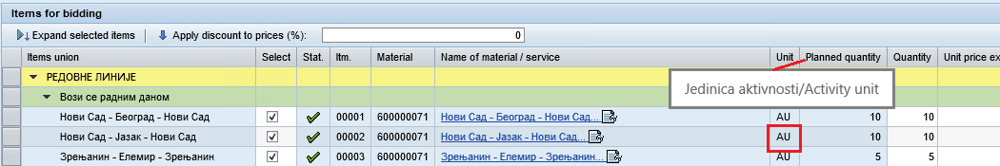 Items for bidding
Expand selected items Apply discount to prices (%): 0
Items union Select Stat. Itm. Material Name of material / service Unit Planned quantity Quantity Unit price ex
РЕДОВНЕ ЛИНИЈЕ
Jedinica aktivnosti/Activity unit
Вози се радним даном
Нови Сад - Београд - Нови Сад 00001 600000071 Нови Сад - Београд - Нови Сад... AU 10 10
Нови Сад - Јазак - Нови Сад 00002 600000071 Нови Сад - Јазак - Нови Сад... AU 10 10
Зрењанин - Елемир - Зрењанин 00003 600000071 Зрењанин - Елемир - Зрењанин... AU 5 5